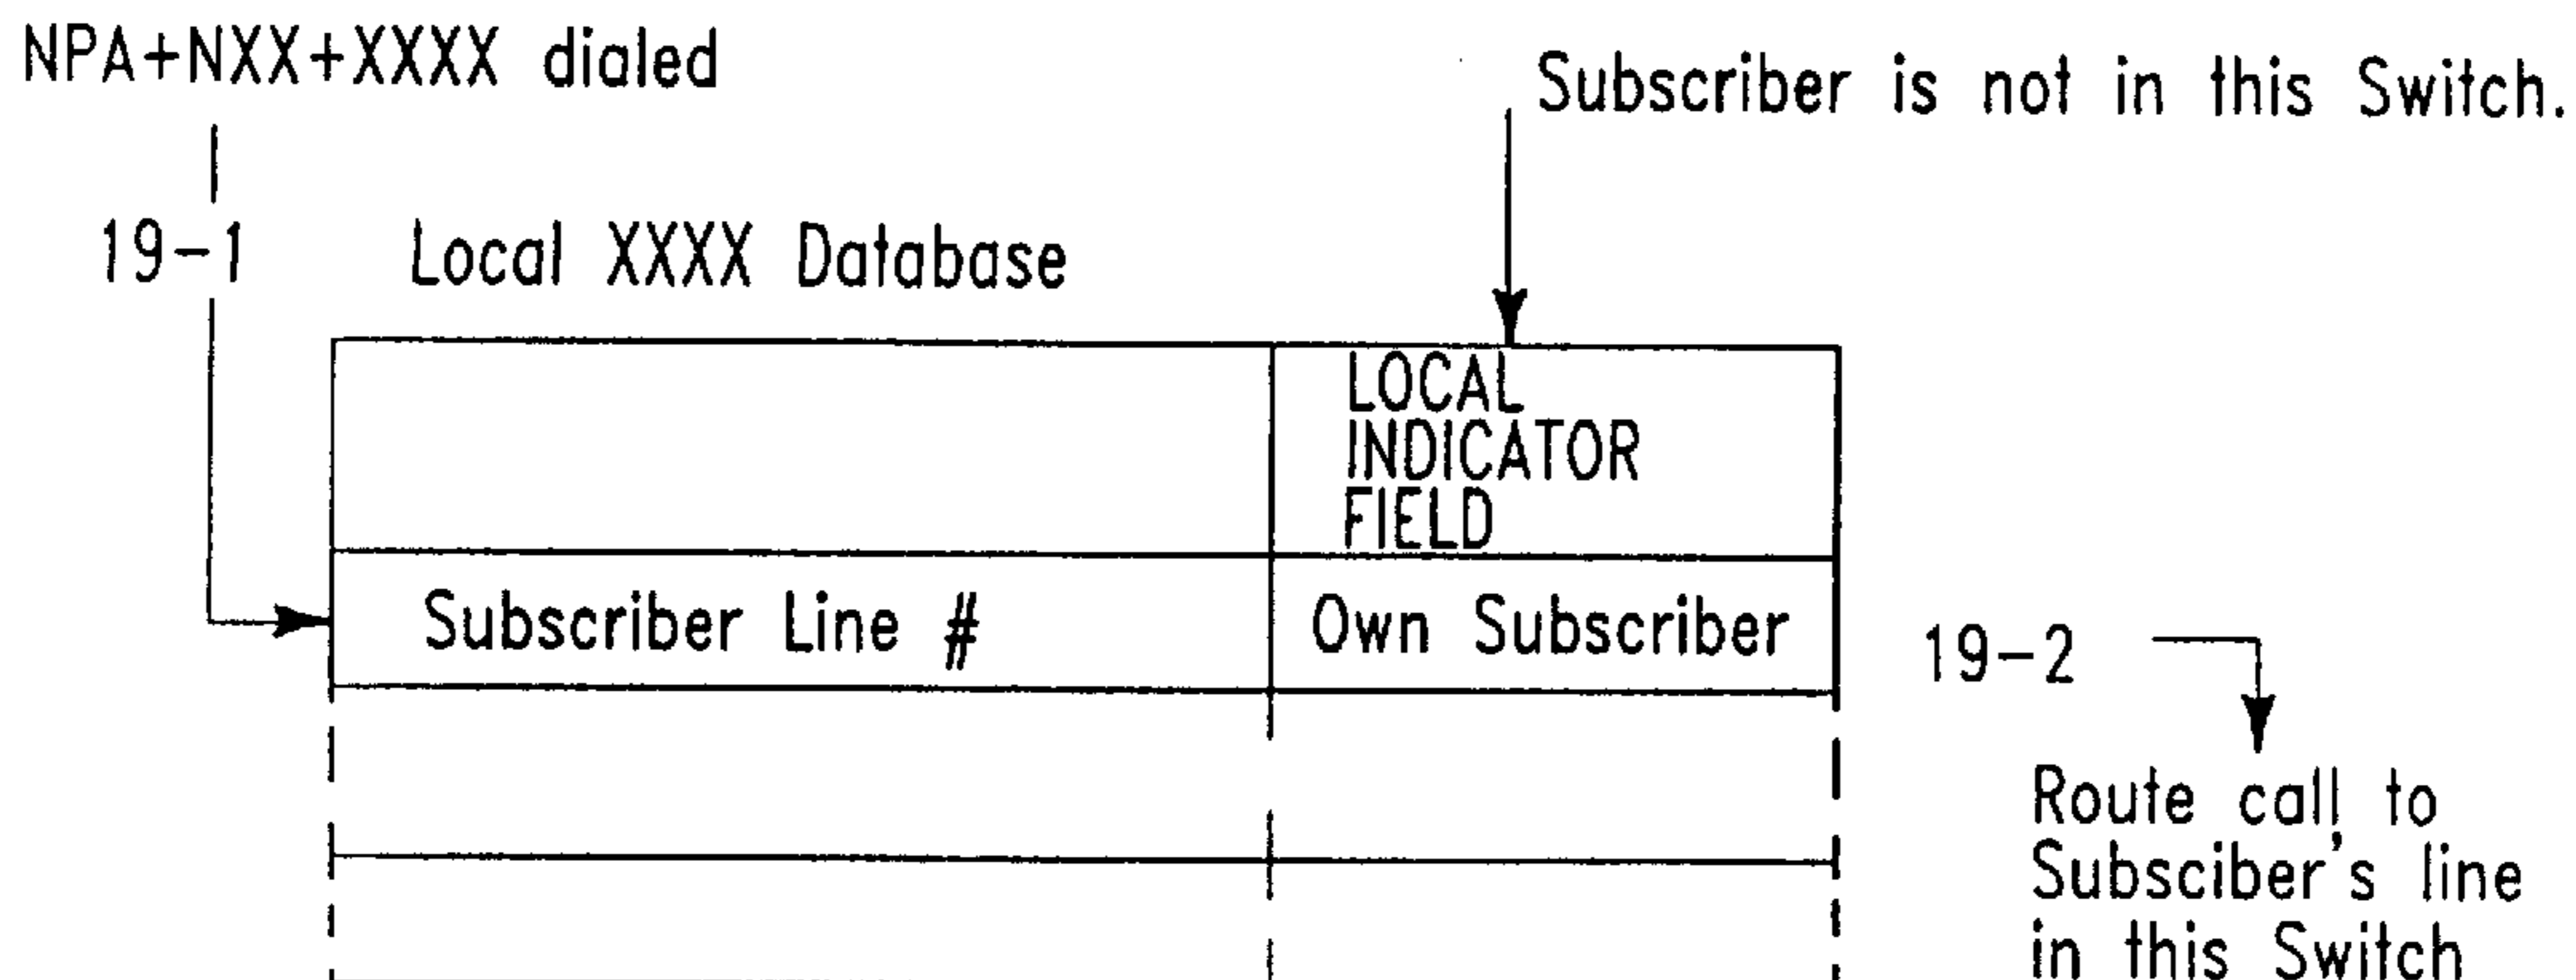 NPA+NXX+XXXX dialed
Subscriber is not in this Switch.
19-1
Local XXXX Database
LOCAL
INDICATOR
FIELD
Subscriber Line #
Own Subscriber
19-2
Route call to
Subsciber's line
in this Switch